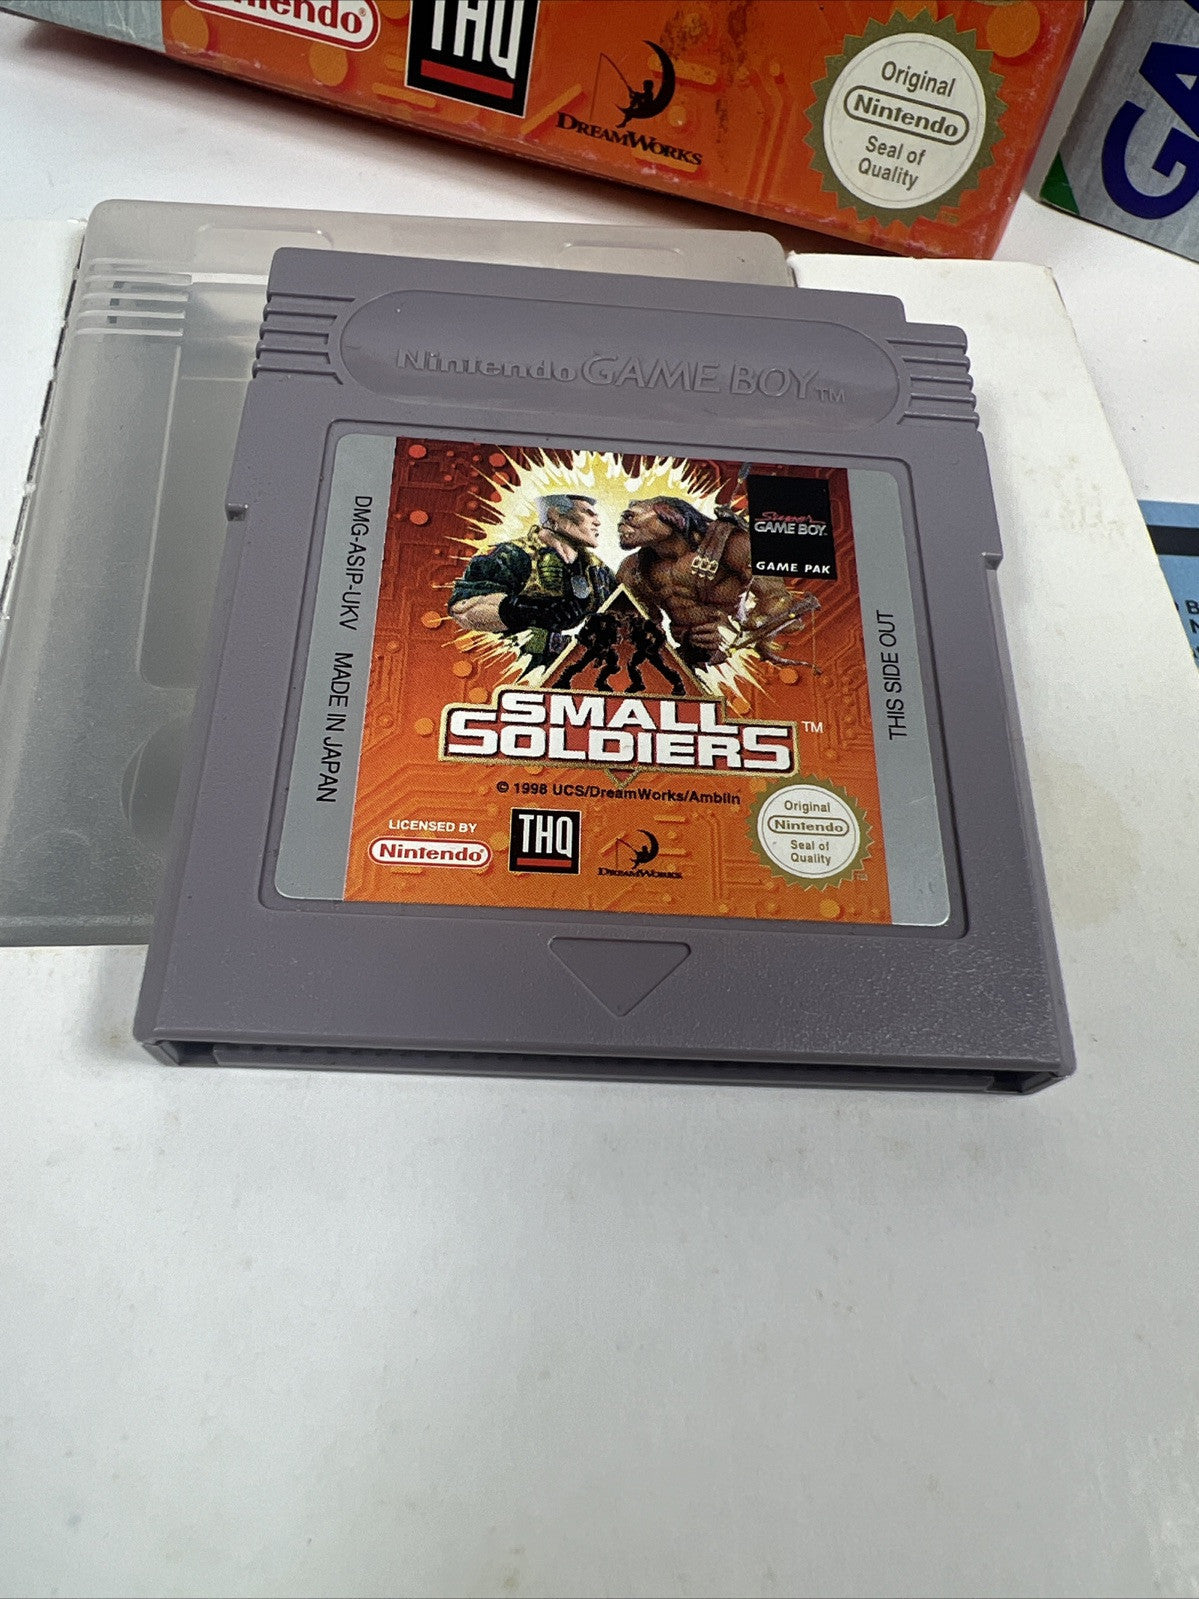 Nintendo
THQ
DREAMWORKS
Original
Nintendo
Seal of
Quality
GA
Nintendo GAME BOY TM
DMG-ASIP-UKV MADE IN JAPAN
Super
GAME BOY
GAME PAK
THIS SIDE OUT
SMALL
SOLDIERS TM
© 1998 UCS/DreamWorks/Amblin
LICENSED BY
Nintendo
THQ
DREAMWORKS
Original
Nintendo
Seal of
Quality